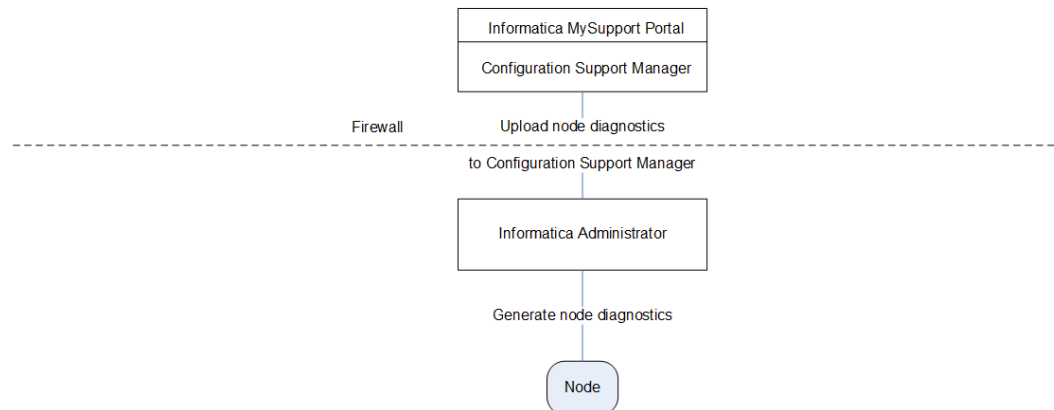 Informatica MySupport Portal
Configuration Support Manager
Firewall
Upload node diagnostics
to Configuration Support Manager
Informatica Administrator
Generate node diagnostics
Node